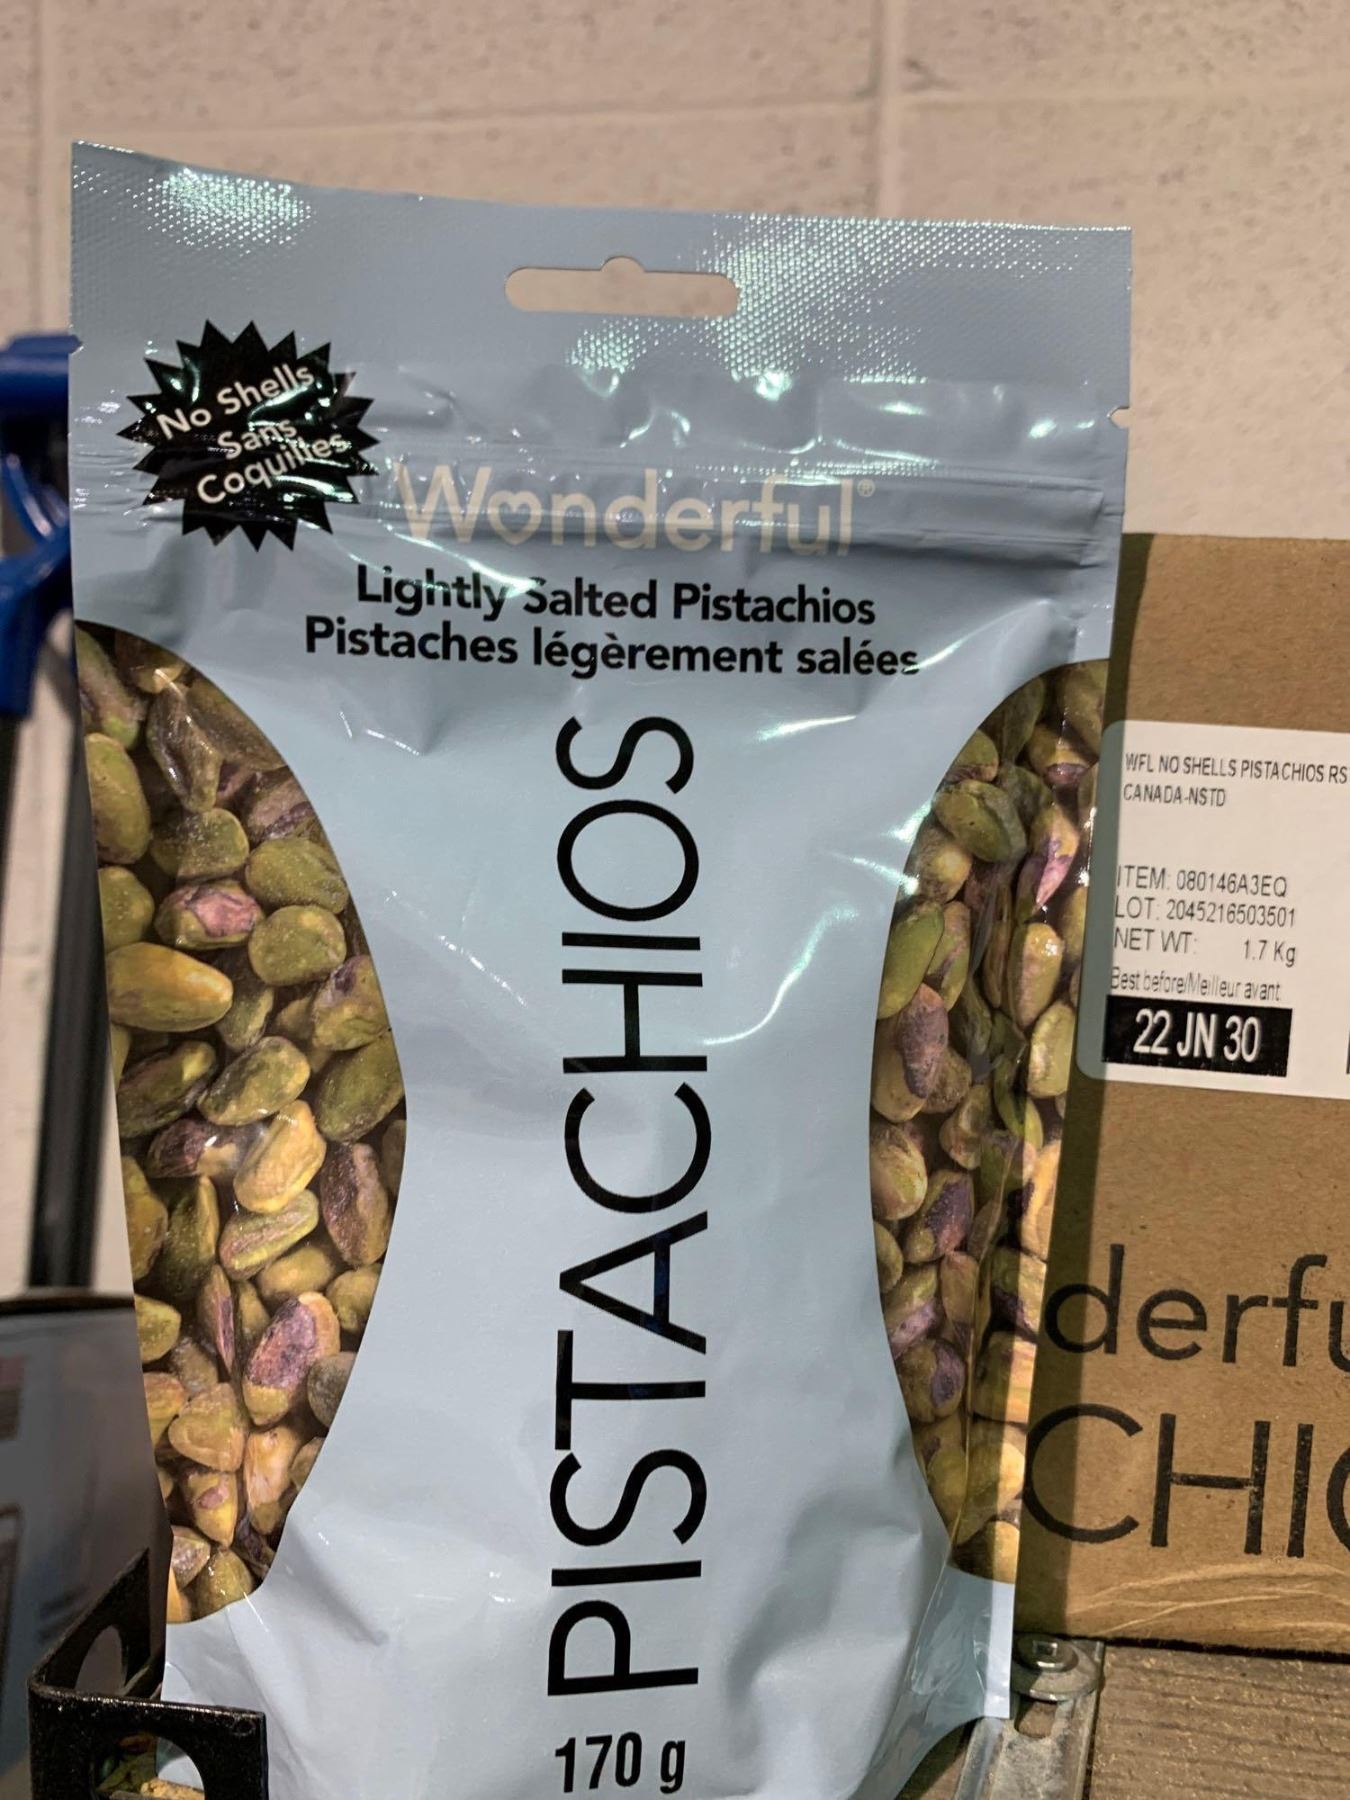 No Shells
Sans
Coquilles
Wonderful®
Lightly Salted Pistachios
Pistaches légèrement salées
PISTACHIOS
170 g
WFL NO SHELLS PISTACHIOS
CANADA-NSTD
ITEM: 080146A3EQ
LOT: 2045216503501
NET WT: 1.7 Kg
Best before/Meilleur avant
22 JN 30
derfu
CHIO